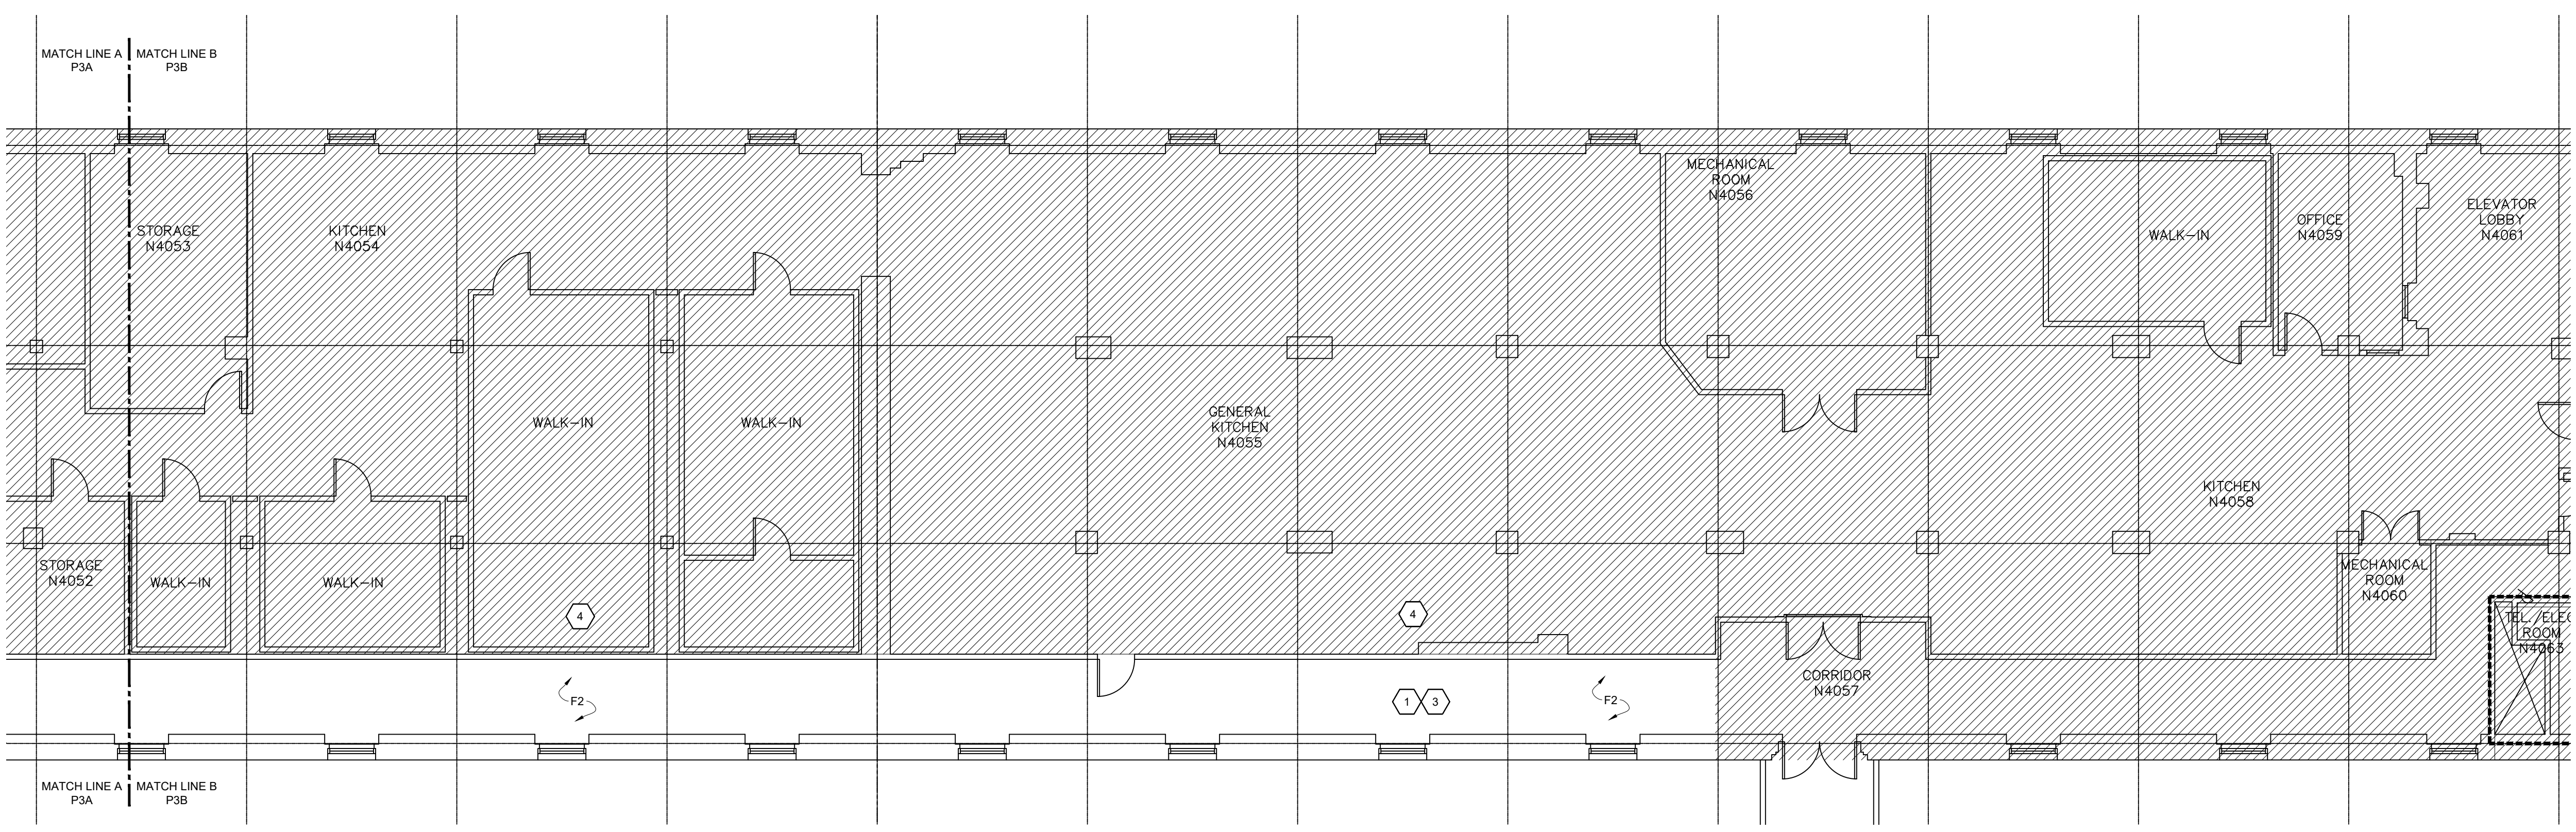 MATCH LINE A
P3A
MATCH LINE B
P3B
STORAGE
N4053
KITCHEN
N4054
MECHANICAL
ROOM
N4056
WALK-IN
OFFICE
N4059
ELEVATOR
LOBBY
N4061
WALK-IN
WALK-IN
GENERAL
KITCHEN
N4055
KITCHEN
N4058
STORAGE
N4052
WALK-IN
WALK-IN
4
4
MECHANICAL
ROOM
N4060
TEL./ELEC
ROOM
N4063
CORRIDOR
N4057
F2
1
3
F2
MATCH LINE A
P3A
MATCH LINE B
P3B